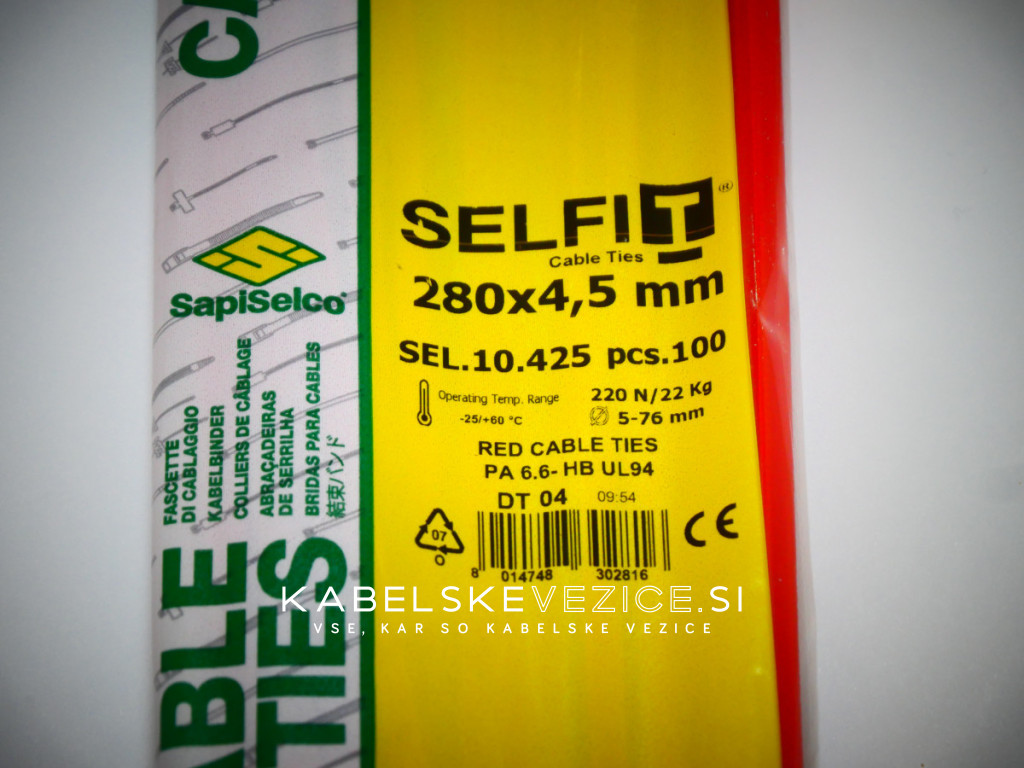 CA
SapiSelco
FASCETTE
DI CABLAGGIO
KABELBINDER
COLLIERS DE CÂBLAGE
ABRAÇADEIRAS
DE SERRILHA
BRIDAS PARA CABLES
結束バンド
BLE
TIES
SELFIT®
Cable Ties
280x4,5 mm
SEL.10.425 pcs.100
Operating Temp. Range
-25/+60 °C
220 N/22 Kg
5-76 mm
RED CABLE TIES
PA 6.6- HB UL94
DT 04 09:54
07
CE
8 014748 302816
KABELSKEVEZICE.SI
VSE, KAR SO KABELSKE VEZICE